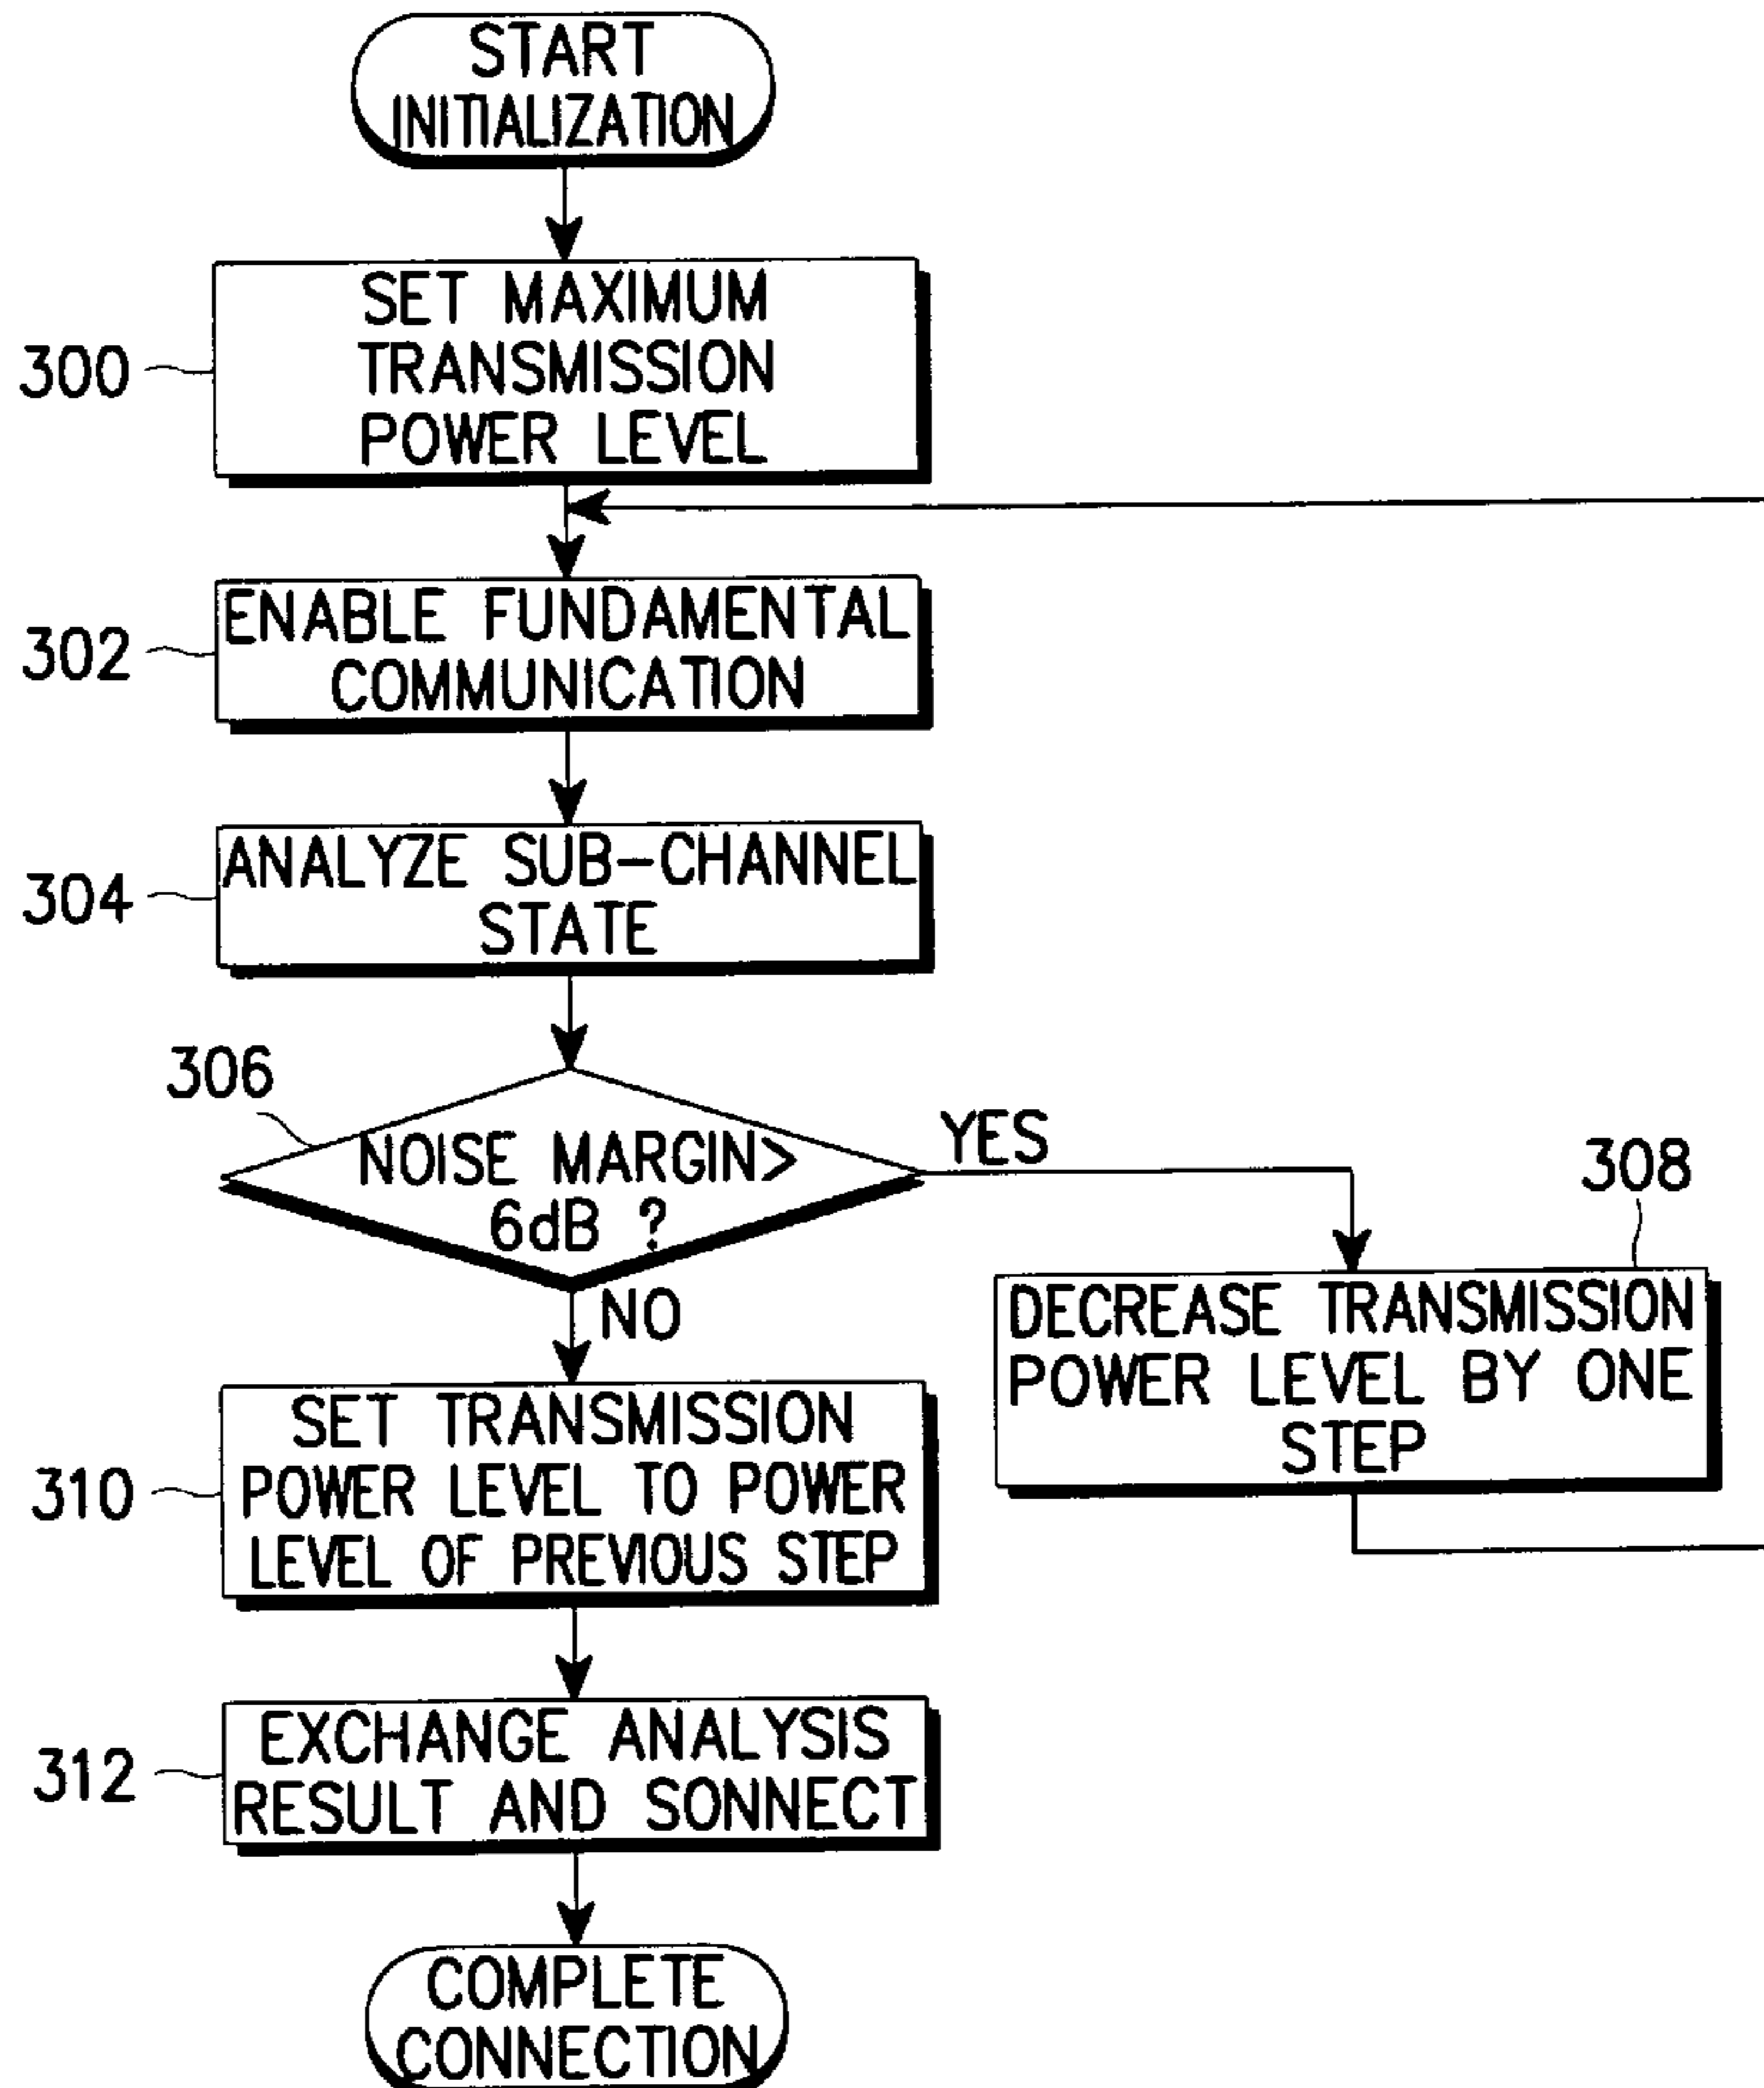 START
INITIALIZATION
SET MAXIMUM
TRANSMISSION
POWER LEVEL
300
ENABLE FUNDAMENTAL
COMMUNICATION
302
ANALYZE SUB-CHANNEL
STATE
304
306
NOISE MARGIN>
6dB ?
YES
NO
308
DECREASE TRANSMISSION
POWER LEVEL BY ONE
STEP
SET TRANSMISSION
POWER LEVEL TO POWER
LEVEL OF PREVIOUS STEP
310
EXCHANGE ANALYSIS
RESULT AND SONNECT
312
COMPLETE
CONNECTION